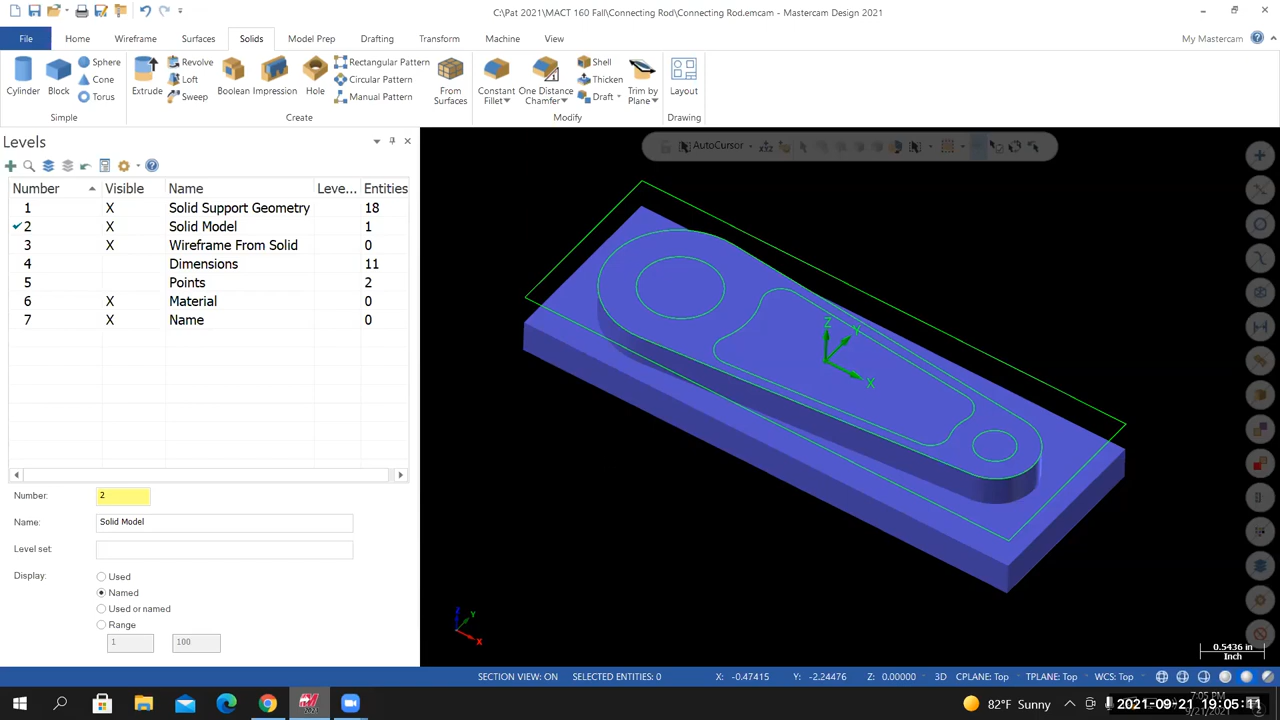 C:\Pat 2021\MACT 160 Fall\Connecting Rod\Connecting Rod.emcam - Mastercam Design 2021
File Home Wireframe Surfaces Solids Model Prep Drafting Transform Machine View My Mastercam
Cylinder Block Sphere Cone Torus
Simple
Extrude Revolve Loft Sweep Boolean Impression Hole Rectangular Pattern Circular Pattern Manual Pattern From Surfaces
Create
Constant Fillet One Distance Chamfer Shell Thicken Draft Trim by Plane
Modify
Layout
Drawing
Levels
AutoCursor
Number Visible Name Leve... Entities
1 X Solid Support Geometry 18
2 X Solid Model 1
3 X Wireframe From Solid 0
4 Dimensions 11
5 Points 2
6 X Material 0
7 X Name 0
Z Y X
Number: 2
Name: Solid Model
Level set:
Display: Used
Named
Used or named
Range
1 100
Z Y X
0.5436 in
Inch
SECTION VIEW: ON SELECTED ENTITIES: 0 X: -0.47415 Y: -2.24476 Z: 0.00000 3D CPLANE: Top TPLANE: Top WCS: Top
82°F Sunny
7:05 PM
9/21/2021
2021-09-21 19:05:11